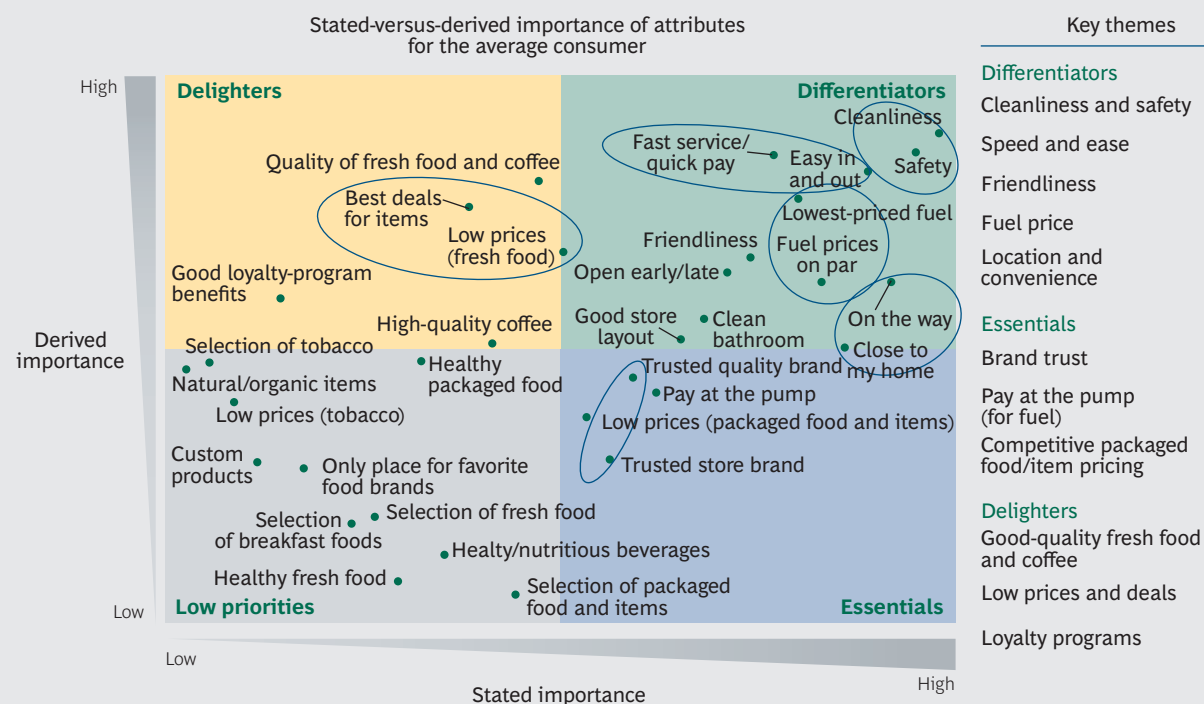 Stated-versus-derived importance of attributes
for the average consumer
Key themes
High
Delighters
Differentiators
Cleanliness
Fast service/
quick pay
Easy in
and out
Safety
Quality of fresh food and coffee
Best deals
for items
Lowest-priced fuel
Low prices
(fresh food)
Friendliness
Fuel prices
on par
Open early/late
Good loyalty-program
benefits
High-quality coffee
Good store
layout
Clean
bathroom
On the way
Derived
importance
Selection of tobacco
Natural/organic items
Healthy
packaged food
Close to
my home
Trusted quality brand
Low prices (tobacco)
Pay at the pump
Low prices (packaged food and items)
Custom
products
Only place for favorite
food brands
Trusted store brand
Selection of fresh food
Selection
of breakfast foods
Healty/nutritious beverages
Healthy fresh food
Selection of packaged
food and items
Low
Low priorities
Essentials
Low
High
Stated importance
Differentiators
Cleanliness and safety
Speed and ease
Friendliness
Fuel price
Location and
convenience
Essentials
Brand trust
Pay at the pump
(for fuel)
Competitive packaged
food/item pricing
Delighters
Good-quality fresh food
and coffee
Low prices and deals
Loyalty programs